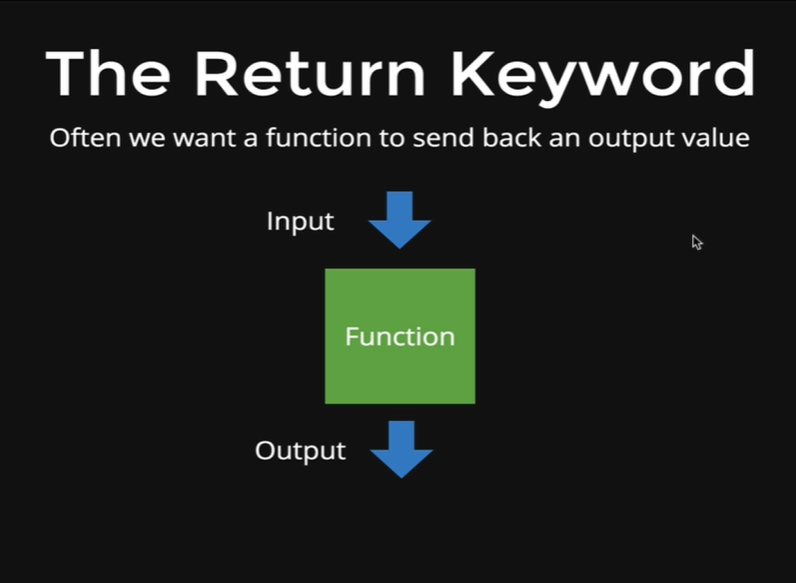 The Return Keyword
Often we want a function to send back an output value
Input
Function
Output